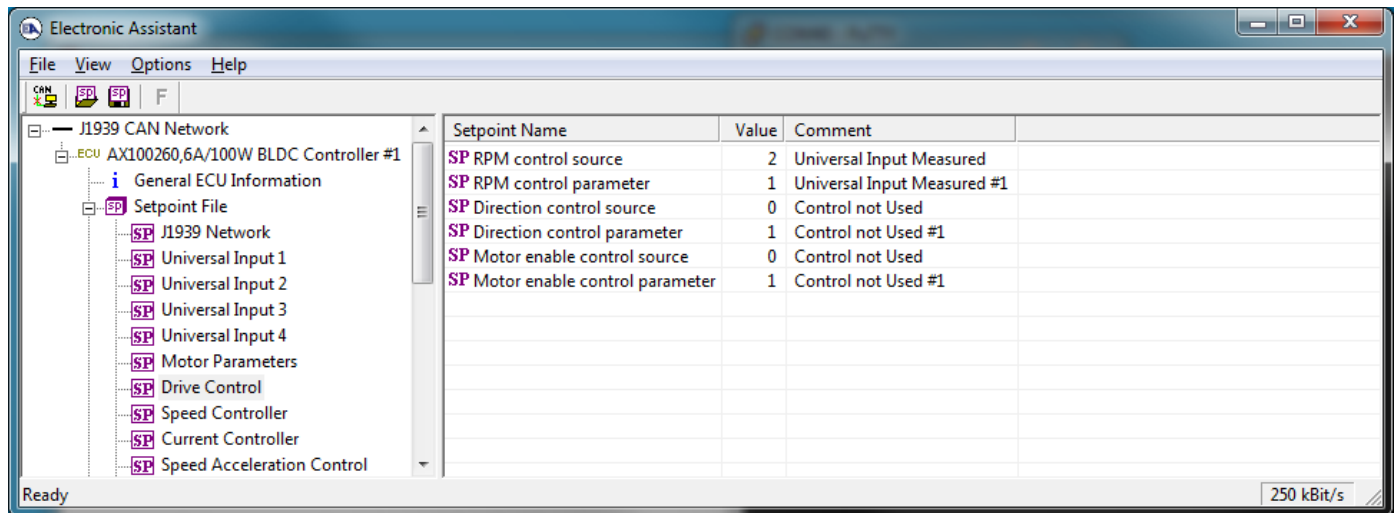 Electronic Assistant
File View Options Help
CAN SP SP F
J1939 CAN Network
ECU AX100260,6A/100W BLDC Controller #1
i General ECU Information
SP Setpoint File
SP J1939 Network
SP Universal Input 1
SP Universal Input 2
SP Universal Input 3
SP Universal Input 4
SP Motor Parameters
SP Drive Control
SP Speed Controller
SP Current Controller
SP Speed Acceleration Control
Setpoint Name Value Comment
SP RPM control source 2 Universal Input Measured
SP RPM control parameter 1 Universal Input Measured #1
SP Direction control source 0 Control not Used
SP Direction control parameter 1 Control not Used #1
SP Motor enable control source 0 Control not Used
SP Motor enable control parameter 1 Control not Used #1
Ready 250 kBit/s